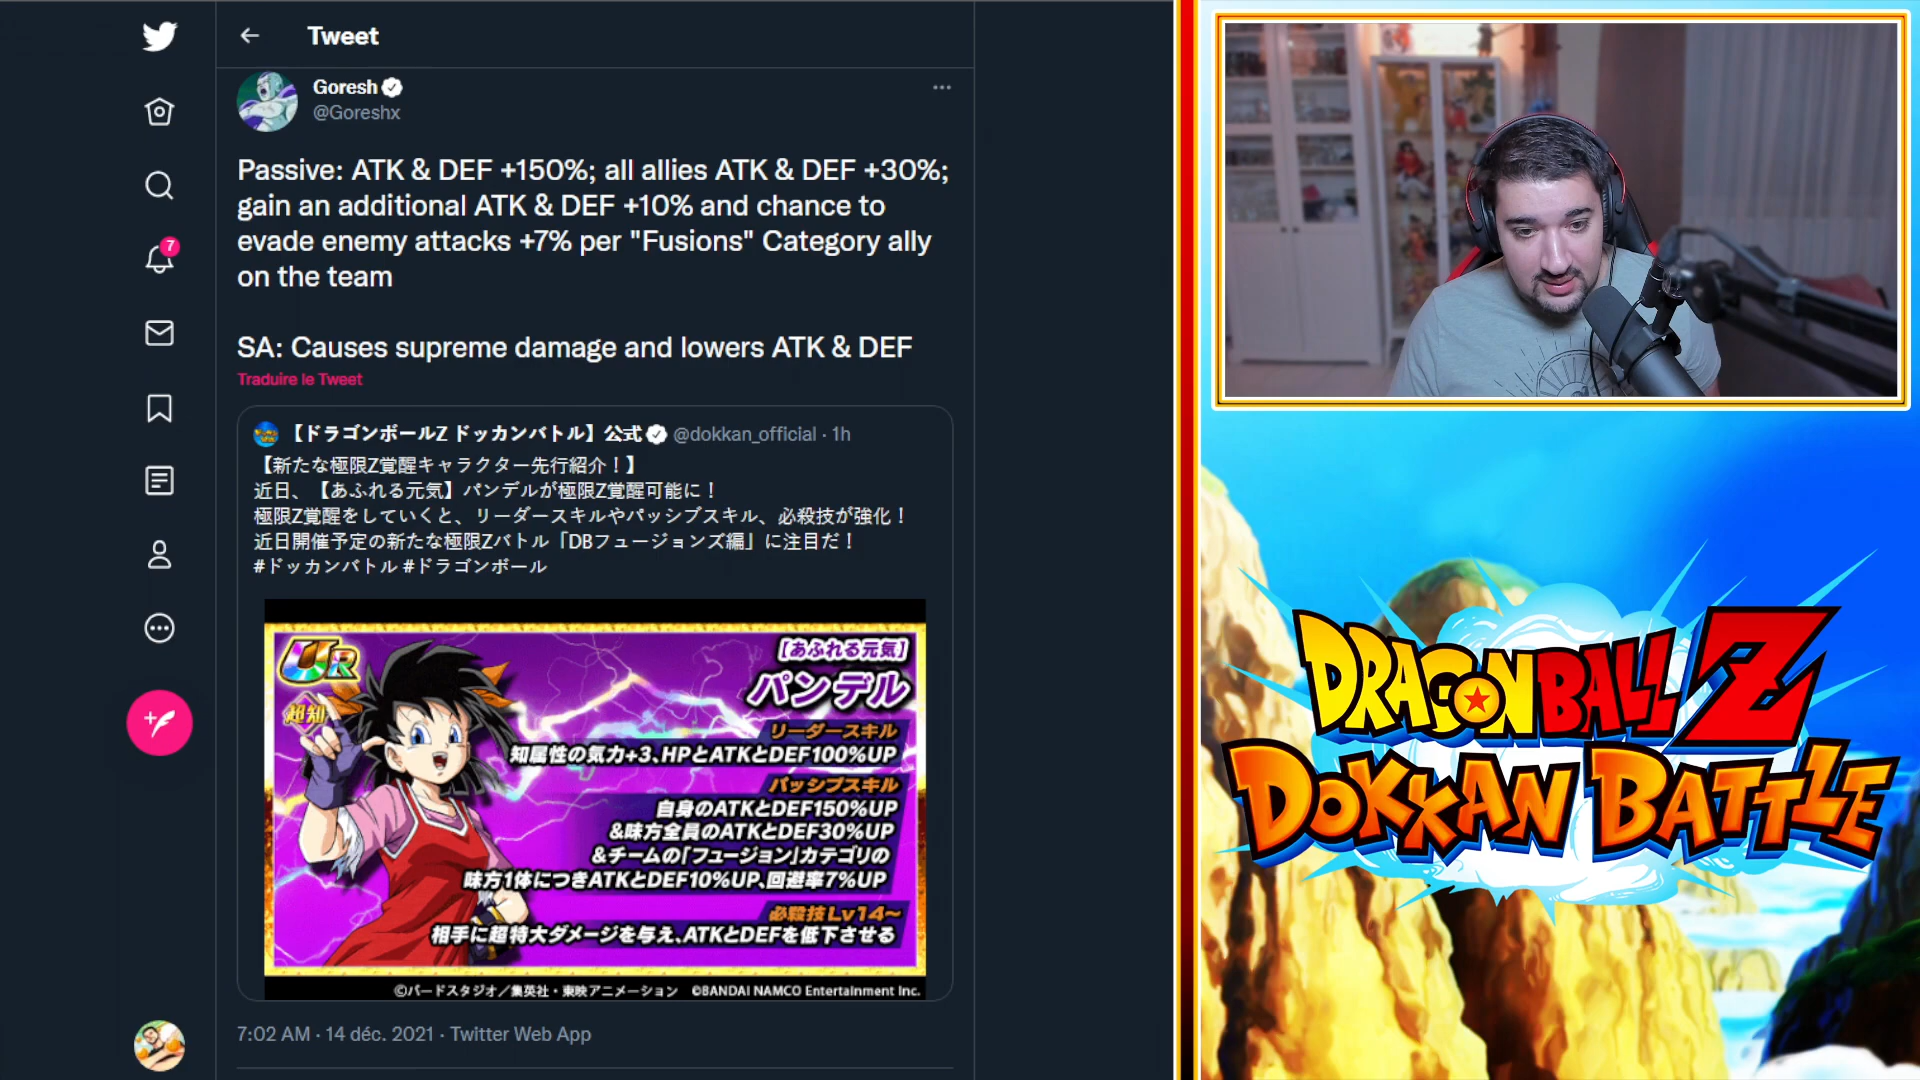 Tweet
Goresh
@Goreshx
Passive: ATK & DEF +150%; all allies ATK & DEF +30%;
gain an additional ATK & DEF +10% and chance to
evade enemy attacks +7% per "Fusions" Category ally
on the team
SA: Causes supreme damage and lowers ATK & DEF
Traduire le Tweet
【ドラゴンボールZ ドッカンバトル】公式 @dokkan_official · 1h
【新たな極限Z覚醒キャラクター先行紹介！】
近日、【あふれる元気】パンデルが極限Z覚醒可能に！
極限Z覚醒をしていくと、リーダースキルやパッシブスキル、必殺技が強化！
近日開催予定の新たな極限Zバトル「DBフュージョンズ編」に注目だ！
#ドッカンバトル #ドラゴンボール
UR
【あふれる元気】
超知
パンデル
リーダースキル
知属性の気力+3、HPとATKとDEF100%UP
パッシブスキル
自身のATKとDEF150%UP
&味方全員のATKとDEF30%UP
&チームの「フュージョン」カテゴリの
味方1体につきATKとDEF10%UP、回避率7%UP
必殺技Lv14~
相手に超特大ダメージを与え、ATKとDEFを低下させる
©バードスタジオ／集英社・東映アニメーション ©BANDAI NAMCO Entertainment Inc.
7:02 AM · 14 déc. 2021 · Twitter Web App
7
DRAGON BALL Z
DOKKAN BATTLE